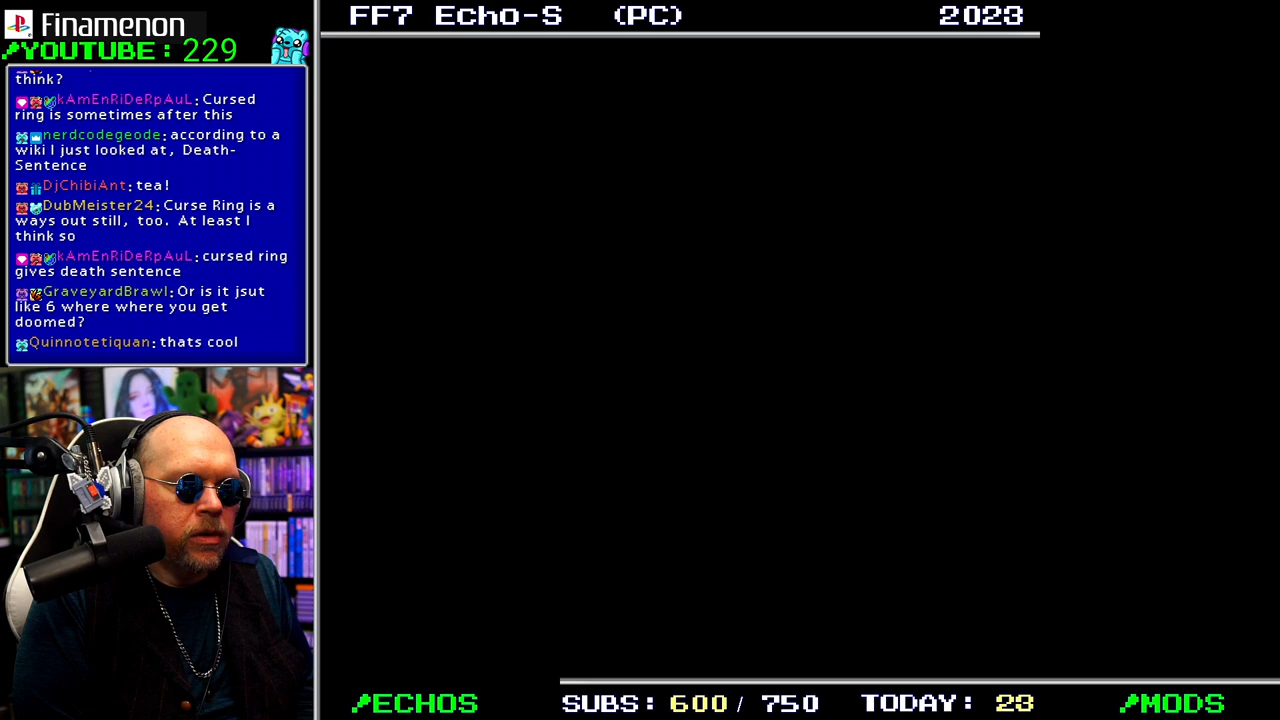 Finamenon
YOUTUBE: 229
FF7 Echo-S (PC) 2023
think?
kAmEnRiDeRpAuL: Cursed
ring is sometimes after this
nerdcodegeode: according to a
wiki I just looked at, Death-
Sentence
DjChibiAnt: tea!
DubMeister24: Curse Ring is a
ways out still, too. At least I
think so
kAmEnRiDeRpAuL: cursed ring
gives death sentence
GraveyardBrawl: Or is it jsut
like 6 where where you get
doomed?
Quinnotetiquan: thats cool
ECHOS SUBS: 600/ 750 TODAY: 23 MODS